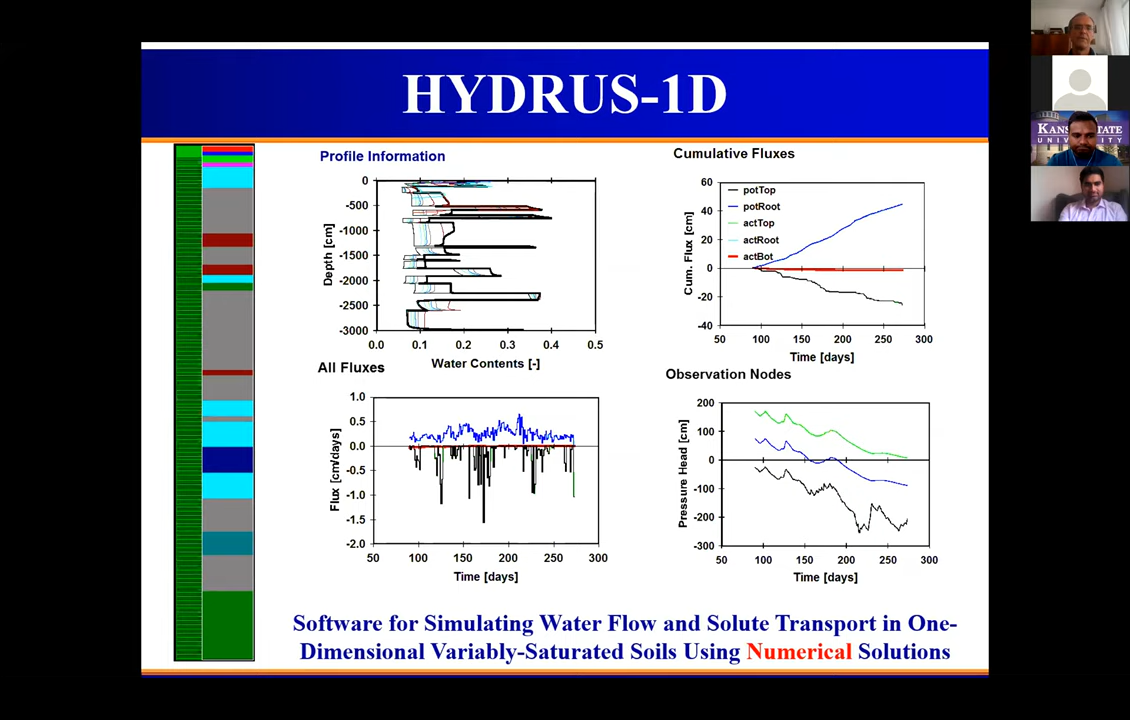 HYDRUS-1D
Profile Information
0
-500
-1000
-1500
-2000
-2500
-3000
Depth [cm]
0.0 0.1 0.2 0.3 0.4 0.5
Water Contents [-]
Cumulative Fluxes
60
40
20
0
-20
-40
Cum. Flux [cm]
potTop
potRoot
actTop
actRoot
actBot
50 100 150 200 250 300
Time [days]
All Fluxes
1.0
0.5
0.0
-0.5
-1.0
-1.5
-2.0
Flux [cm/days]
50 100 150 200 250 300
Time [days]
Observation Nodes
200
100
0
-100
-200
-300
Pressure Head [cm]
50 100 150 200 250 300
Time [days]
Software for Simulating Water Flow and Solute Transport in One-
Dimensional Variably-Saturated Soils Using Numerical Solutions